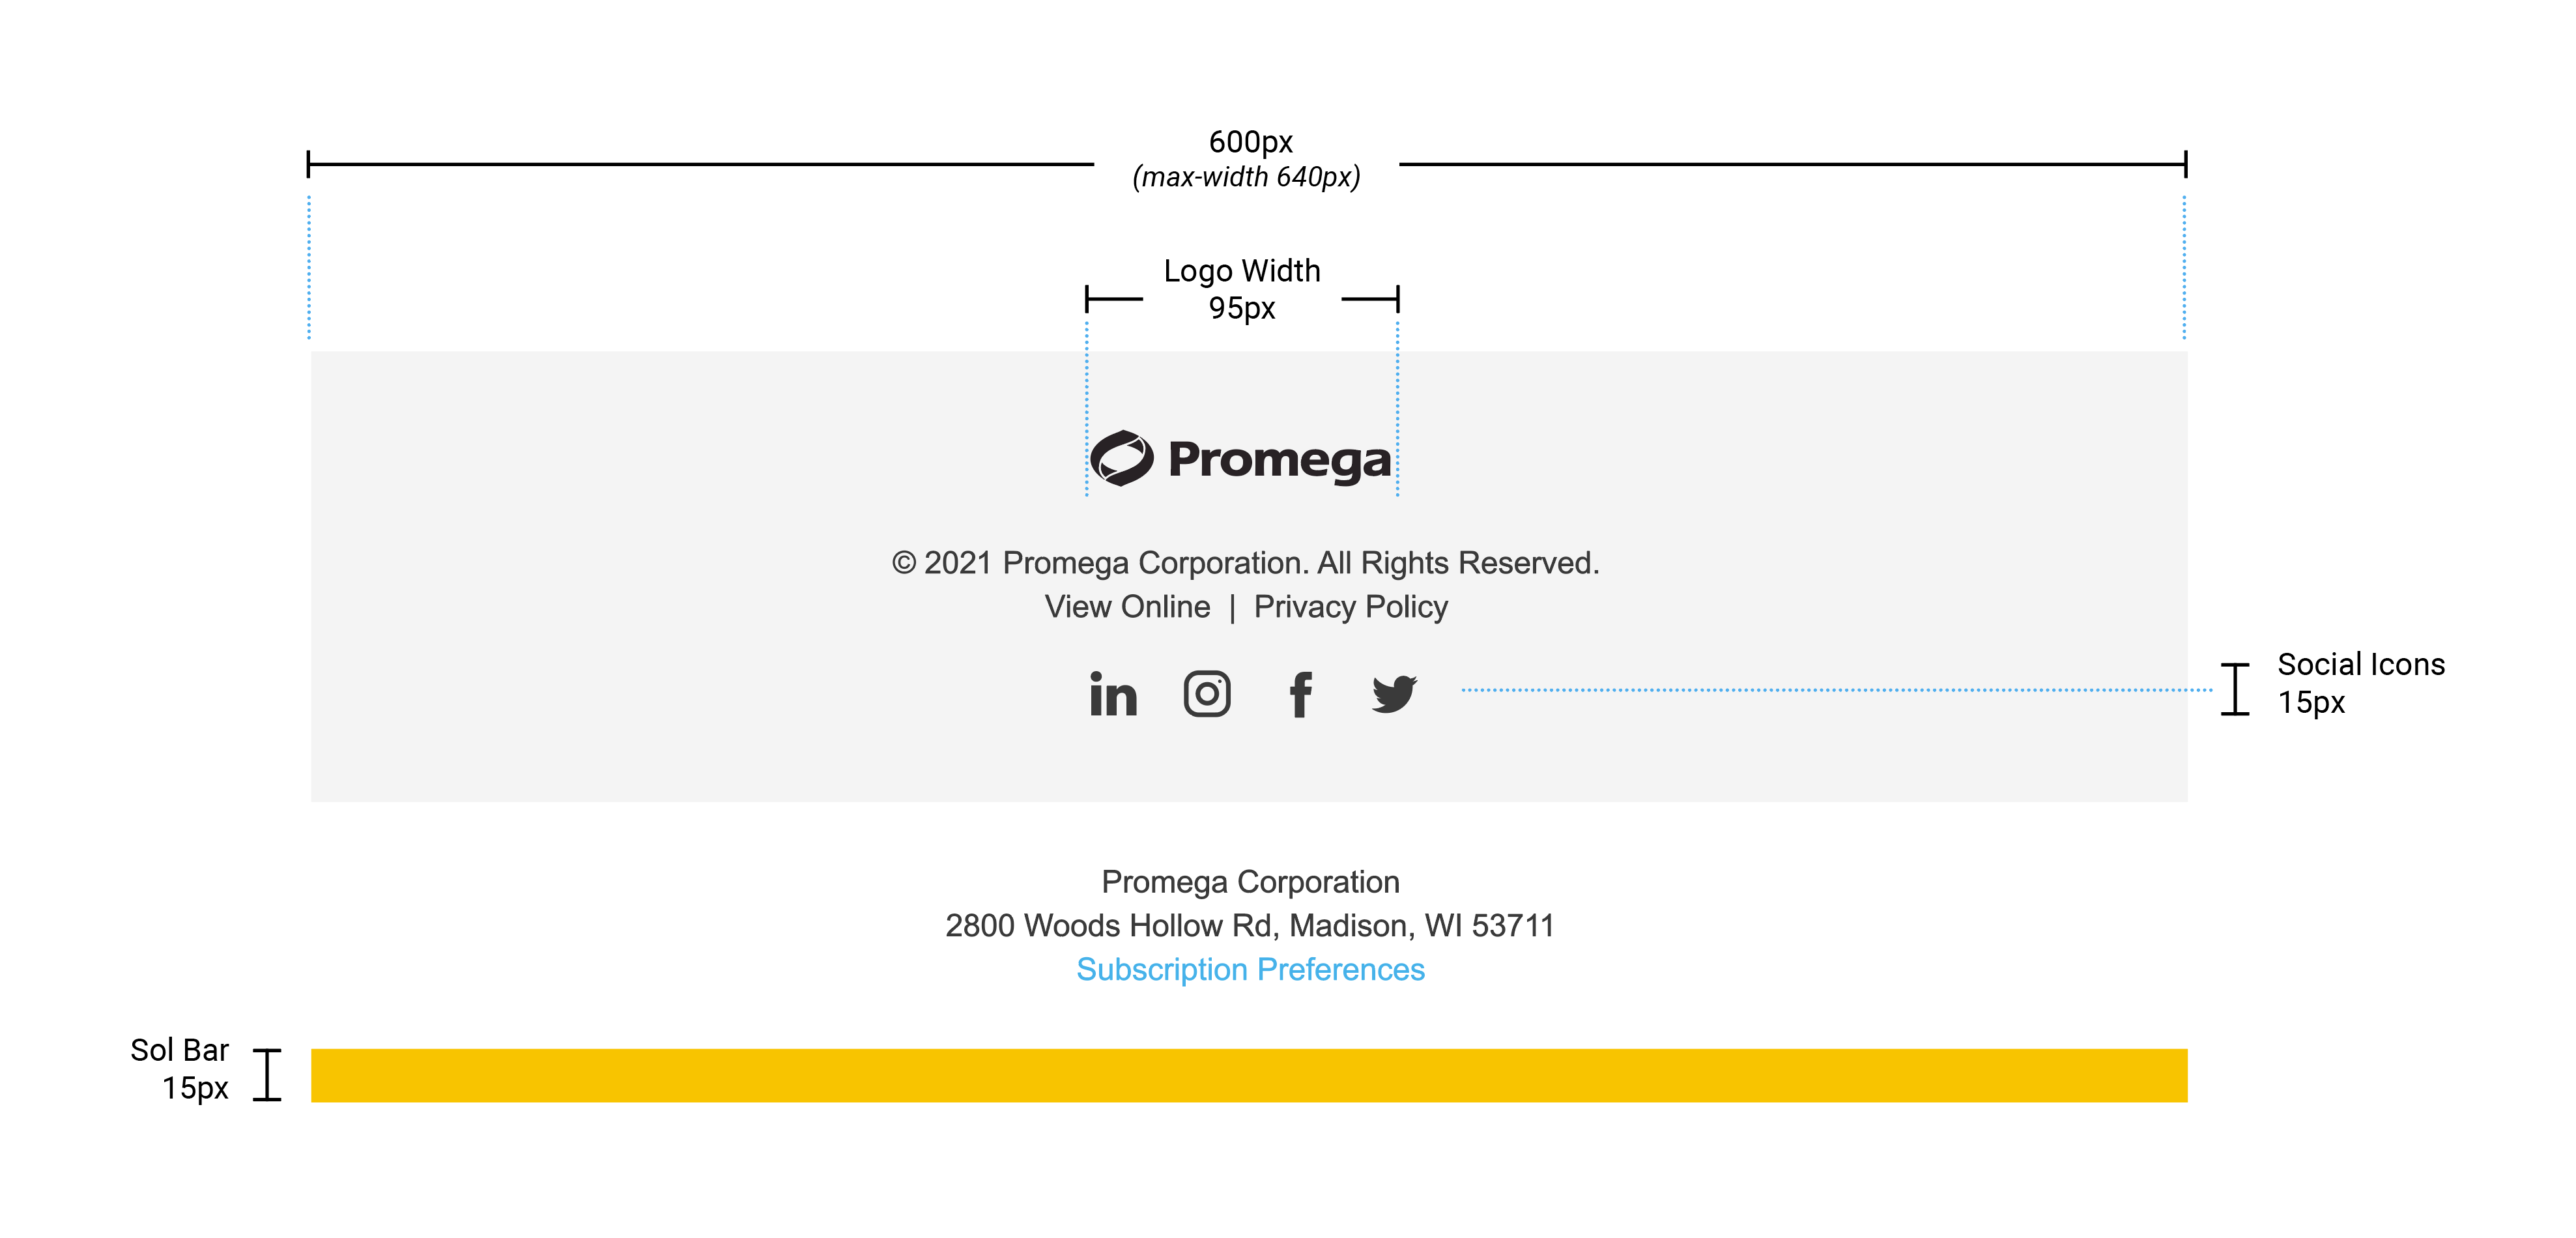 600px
(max-width 640px)
Logo Width
95px
Promega
© 2021 Promega Corporation. All Rights Reserved.
View Online | Privacy Policy
in
f
Social Icons
15px
Promega Corporation
2800 Woods Hollow Rd, Madison, WI 53711
Subscription Preferences
Sol Bar
15px